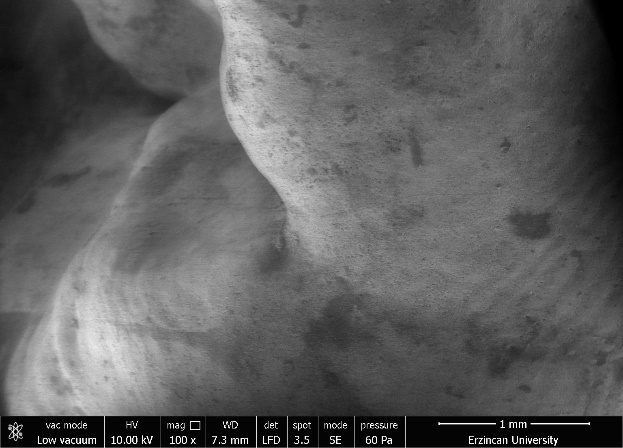 vac mode HV mag WD det spot mode pressure 1 mm
Low vacuum 10.00 kV 100 x 7.3 mm LFD 3.5 SE 60 Pa Erzincan University